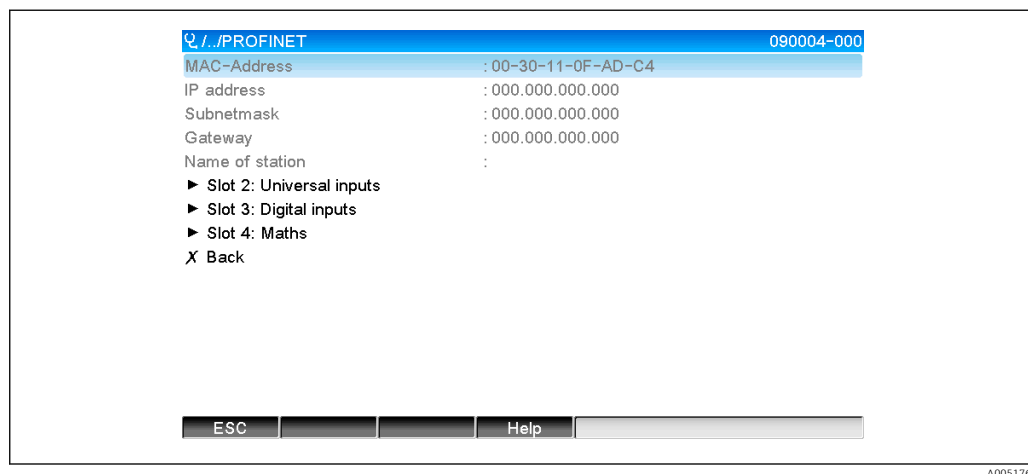 /../PROFINET 090004-000
MAC-Address : 00-30-11-0F-AD-C4
IP address : 000.000.000.000
Subnetmask : 000.000.000.000
Gateway : 000.000.000.000
Name of station :
► Slot 2: Universal inputs
► Slot 3: Digital inputs
► Slot 4: Maths
X Back
ESC Help